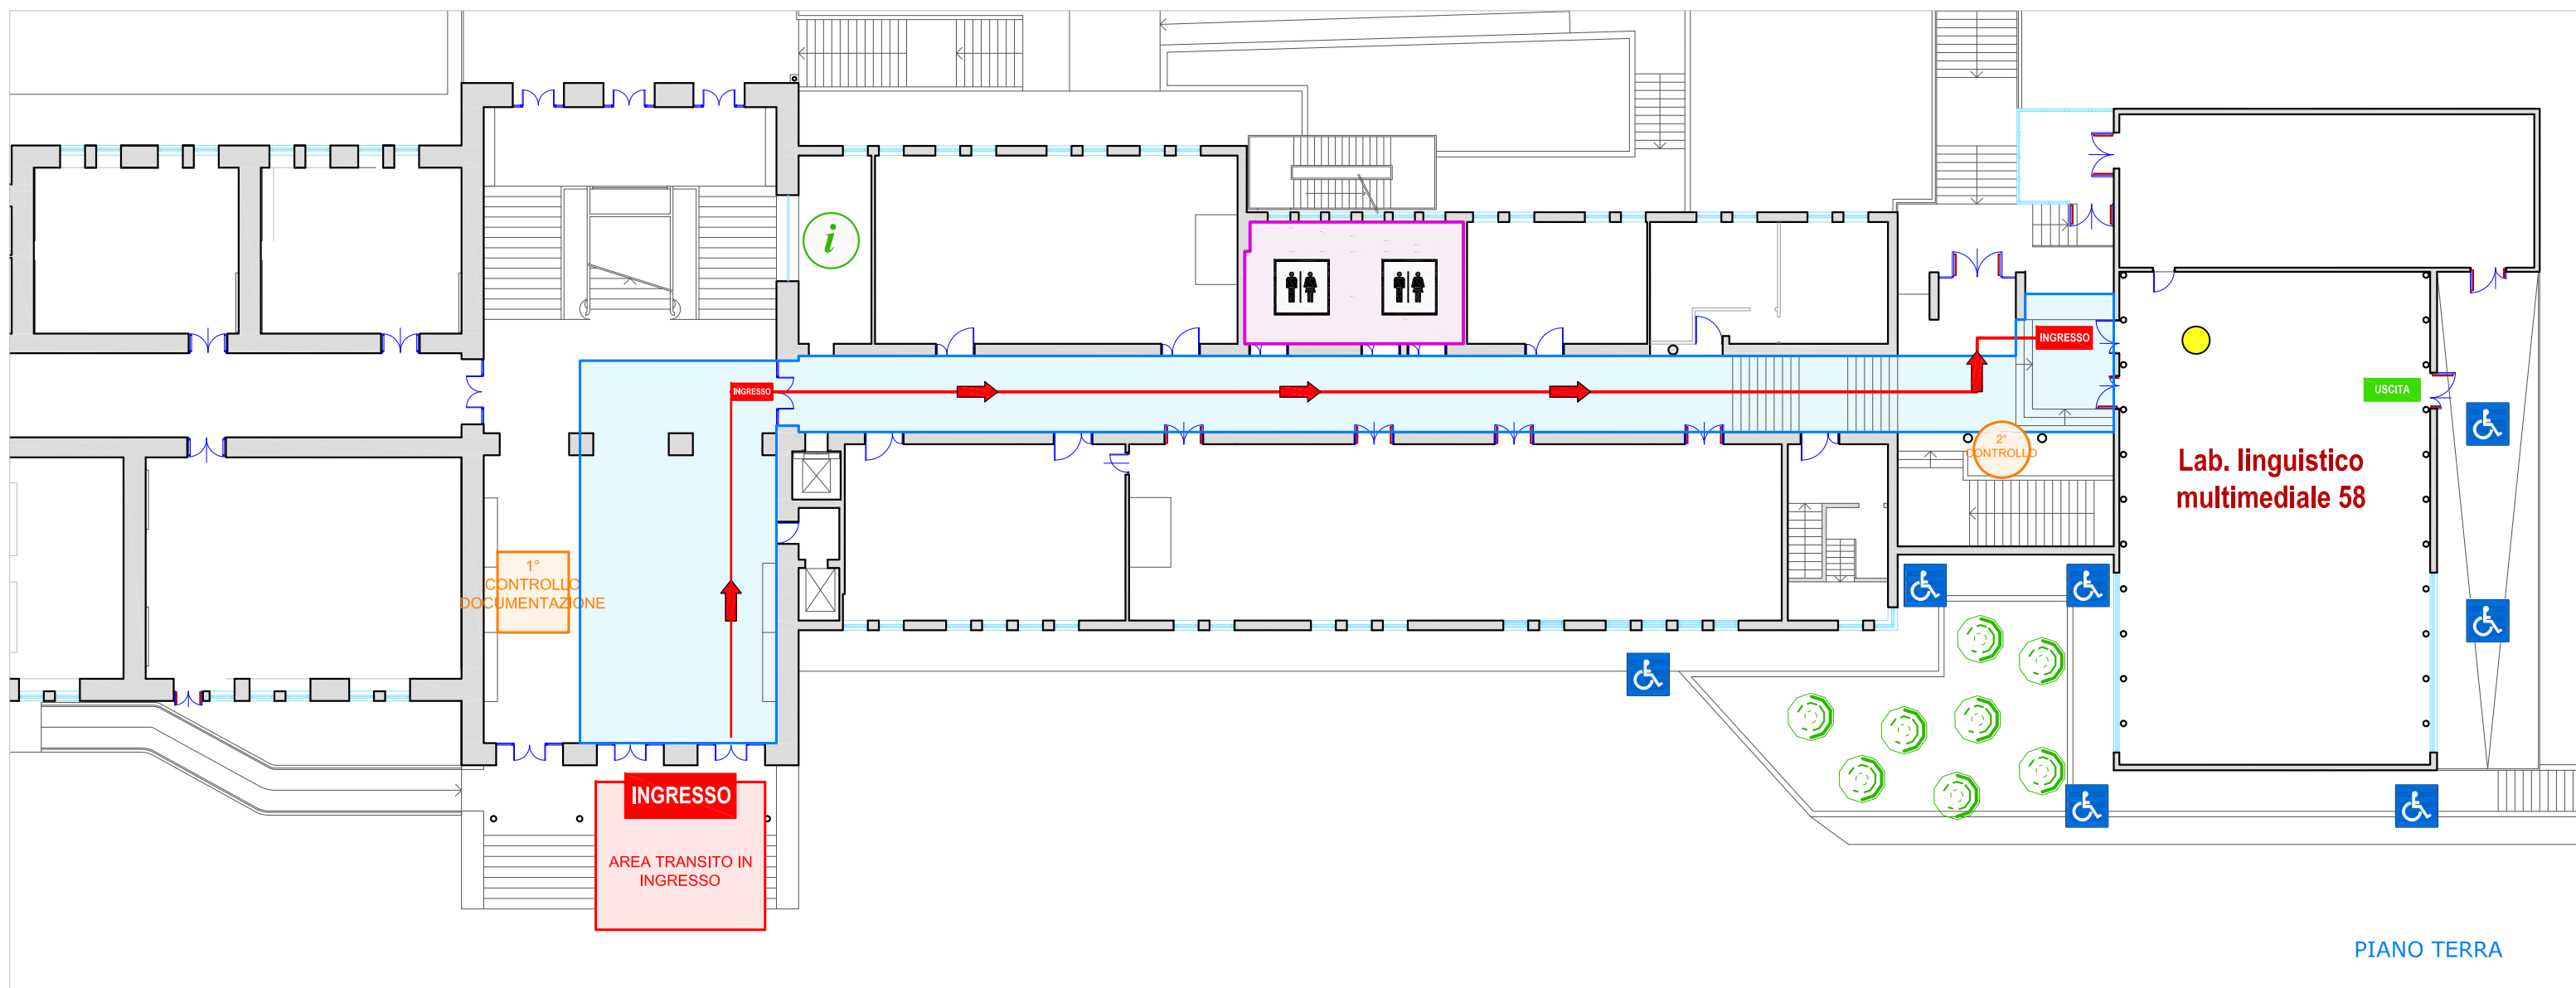 i
INGRESSO
INGRESSO
USCITA
2°
CONTROLLO
Lab. linguistico
multimediale 58
1°
CONTROLLO
DOCUMENTAZIONE
INGRESSO
AREA TRANSITO IN
INGRESSO
PIANO TERRA